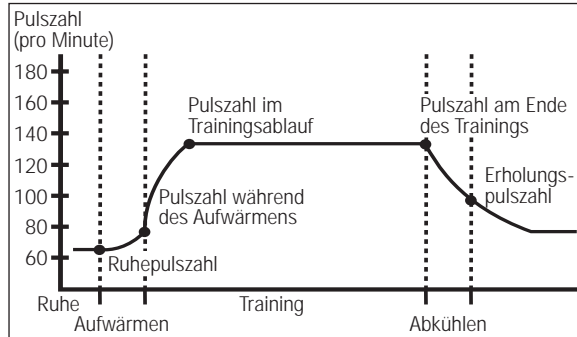 Pulszahl
(pro Minute)
180
160
140
120
100
80
60
Pulszahl im
Trainingsablauf
Pulszahl am Ende
des Trainings
Pulszahl während
des Aufwärmens
Erholungs-
pulszahl
Ruhepulszahl
Ruhe
Training
Aufwärmen
Abkühlen